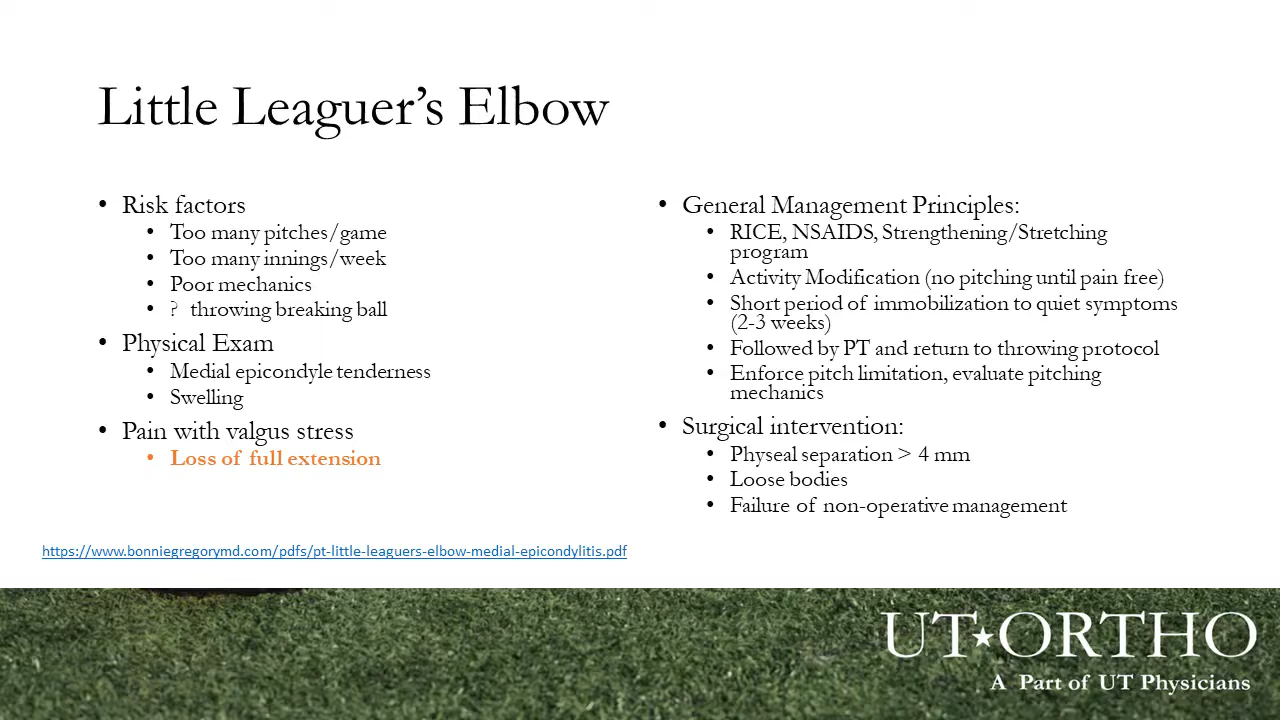 Little Leaguer's Elbow
• Risk factors
• Too many pitches/game
• Too many innings/week
• Poor mechanics
• ? throwing breaking ball
• Physical Exam
• Medial epicondyle tenderness
• Swelling
• Pain with valgus stress
• Loss of full extension
https://www.bonniegregorymd.com/pdfs/pt-little-leaguers-elbow-medial-epicondylitis.pdf
• General Management Principles:
• RICE, NSAIDS, Strengthening/Stretching
program
• Activity Modification (no pitching until pain free)
• Short period of immobilization to quiet symptoms
(2-3 weeks)
• Followed by PT and return to throwing protocol
• Enforce pitch limitation, evaluate pitching
mechanics
• Surgical intervention:
• Physeal separation > 4 mm
• Loose bodies
• Failure of non-operative management
UT★ORTHO
A Part of UT Physicians